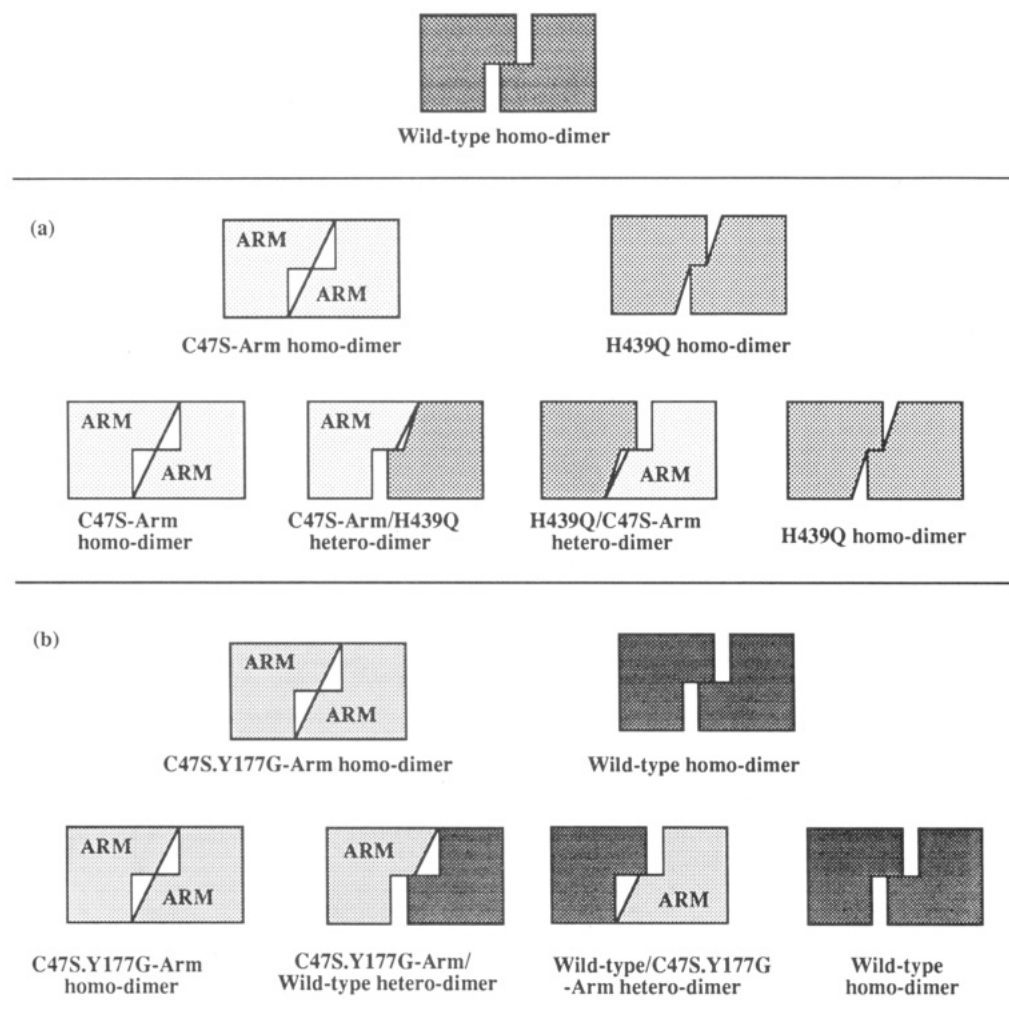 Wild-type homo-dimer
(a)
ARM
ARM
C47S-Arm homo-dimer
H439Q homo-dimer
ARM
ARM
ARM
ARM
C47S-Arm
homo-dimer
C47S-Arm/H439Q
hetero-dimer
H439Q/C47S-Arm
hetero-dimer
H439Q homo-dimer
(b)
ARM
ARM
C47S.Y177G-Arm homo-dimer
Wild-type homo-dimer
ARM
ARM
ARM
ARM
C47S.Y177G-Arm
homo-dimer
C47S.Y177G-Arm/
Wild-type hetero-dimer
Wild-type/C47S.Y177G
-Arm hetero-dimer
Wild-type
homo-dimer